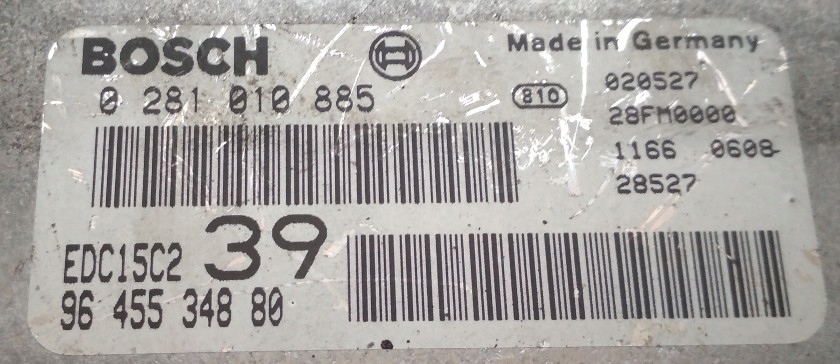 BOSCH
Made in Germany
0 281 010 885
810
020527
28FM0000
1166 0608-
28527
EDC15C2 39
96 455 348 80